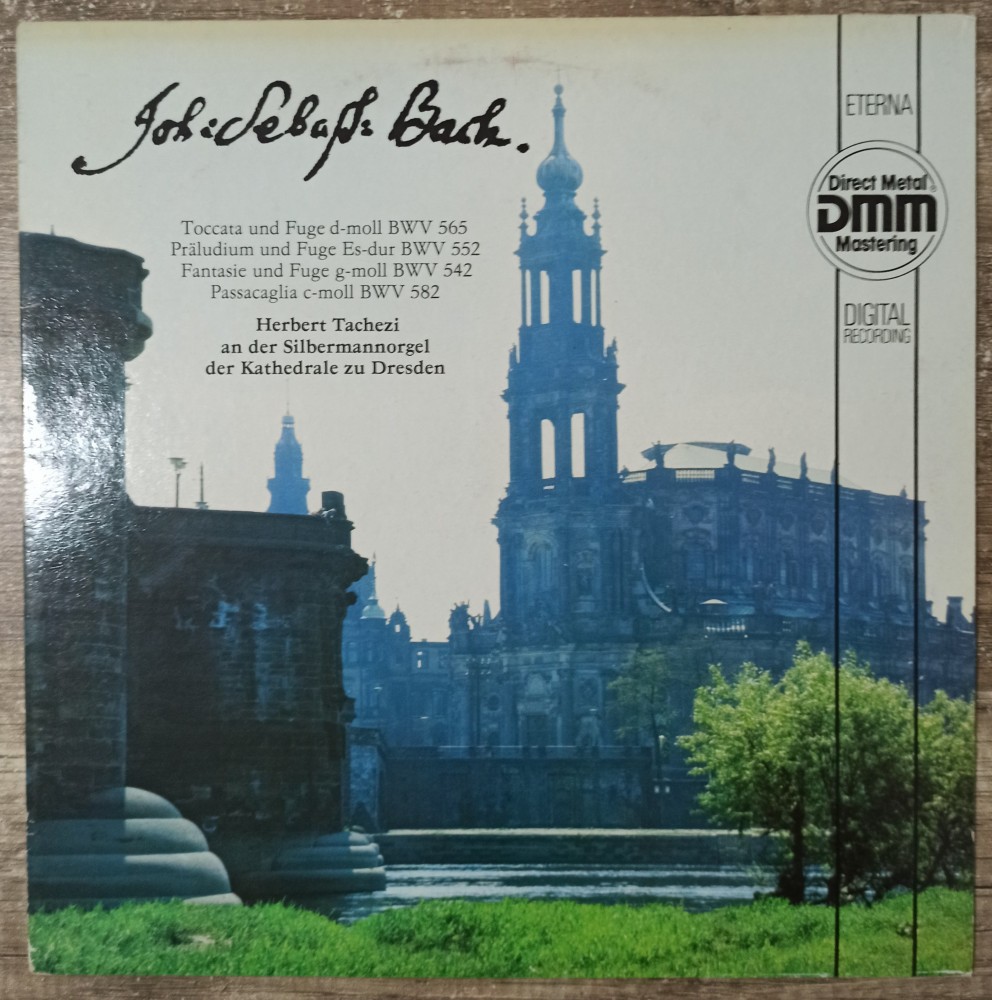 Joh: Sebast: Bach.
ETERNA
Direct Metal
DMM
Mastering
DIGITAL
RECORDING
Toccata und Fuge d-moll BWV 565
Präludium und Fuge Es-dur BWV 552
Fantasie und Fuge g-moll BWV 542
Passacaglia c-moll BWV 582
Herbert Tachezi
an der Silbermannorgel
der Kathedrale zu Dresden